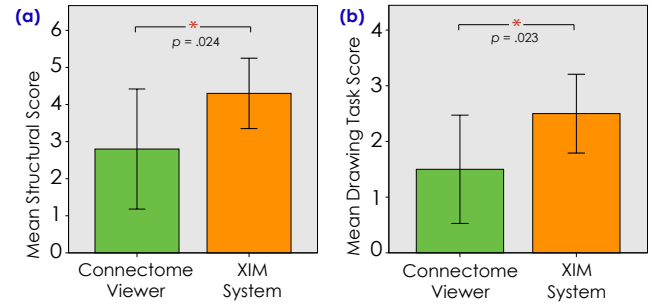 (a)
*
p = .024
Mean Structural Score
6
5
4
3
2
1
0
Connectome
Viewer
XIM
System
(b)
*
p = .023
Mean Drawing Task Score
4
3
2
1
0
Connectome
Viewer
XIM
System